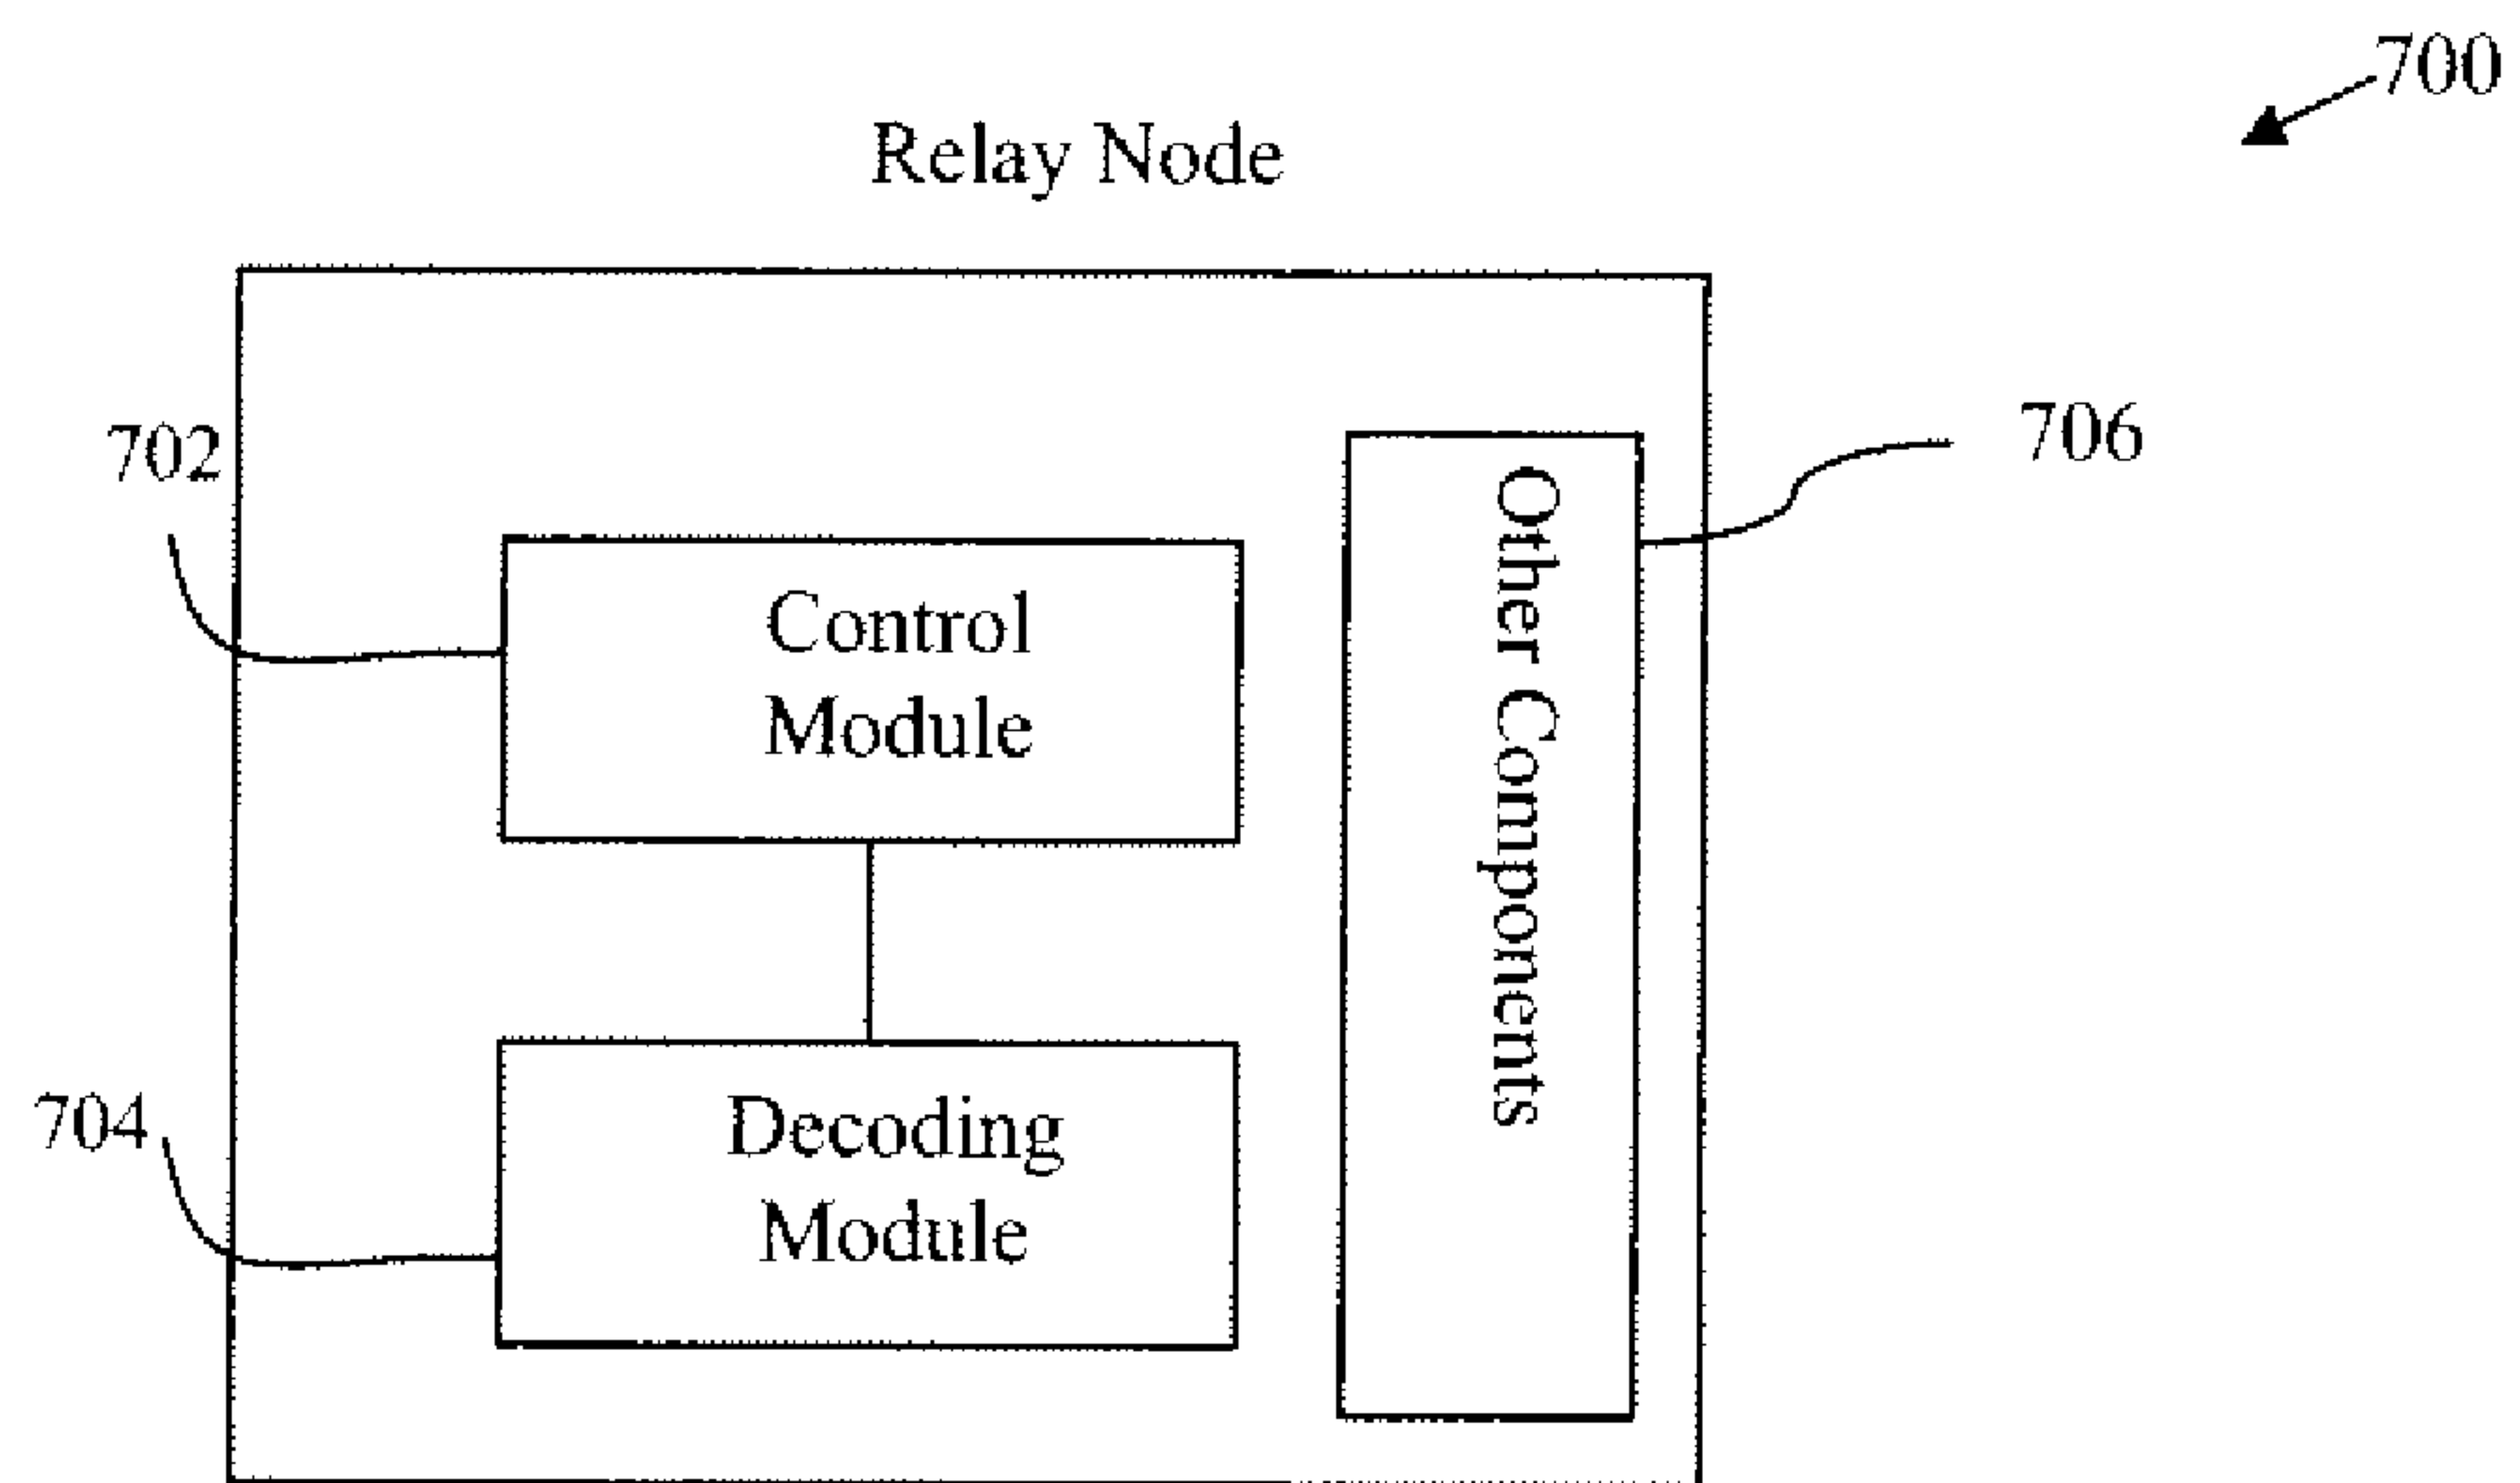 700
Relay Node
702
706
Control
Module
Other Components
704
Decoding
Module